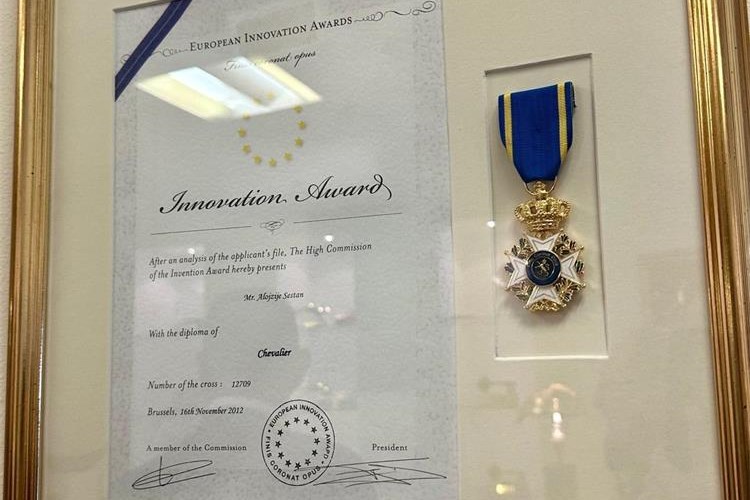 European Innovation Awards
Finis coronat opus
Innovation Award
After an analysis of the applicant's file, The High Commission
of the Invention Award hereby presents
Mr. Alojzije Sestan
With the diploma of
Chevalier
Number of the cross : 12709
Brussels, 16th November 2012
A member of the Commission
President
EUROPEAN INNOVATION AWARD
FINIS CORONAT OPUS